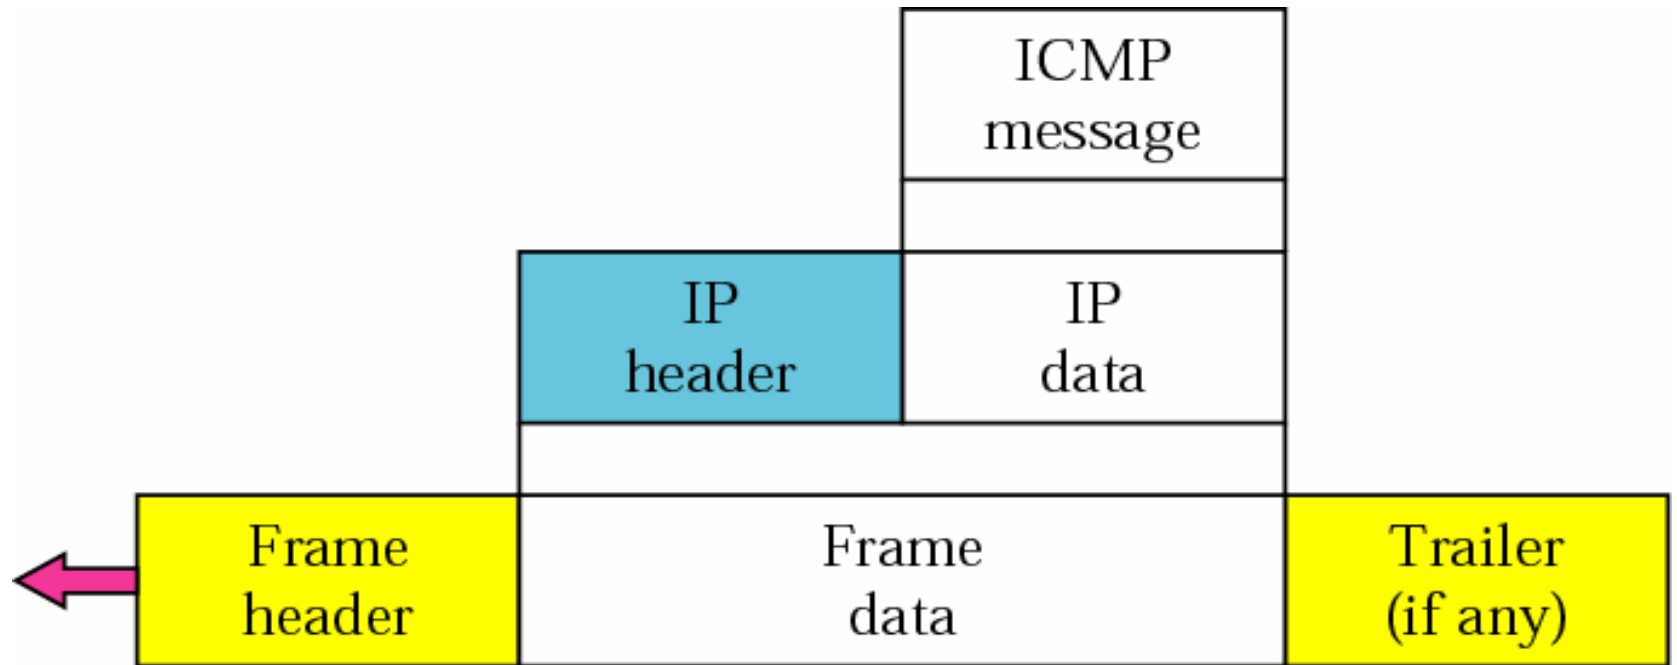 ICMP
message
IP
header
IP
data
Frame
header
Frame
data
Trailer
(if any)